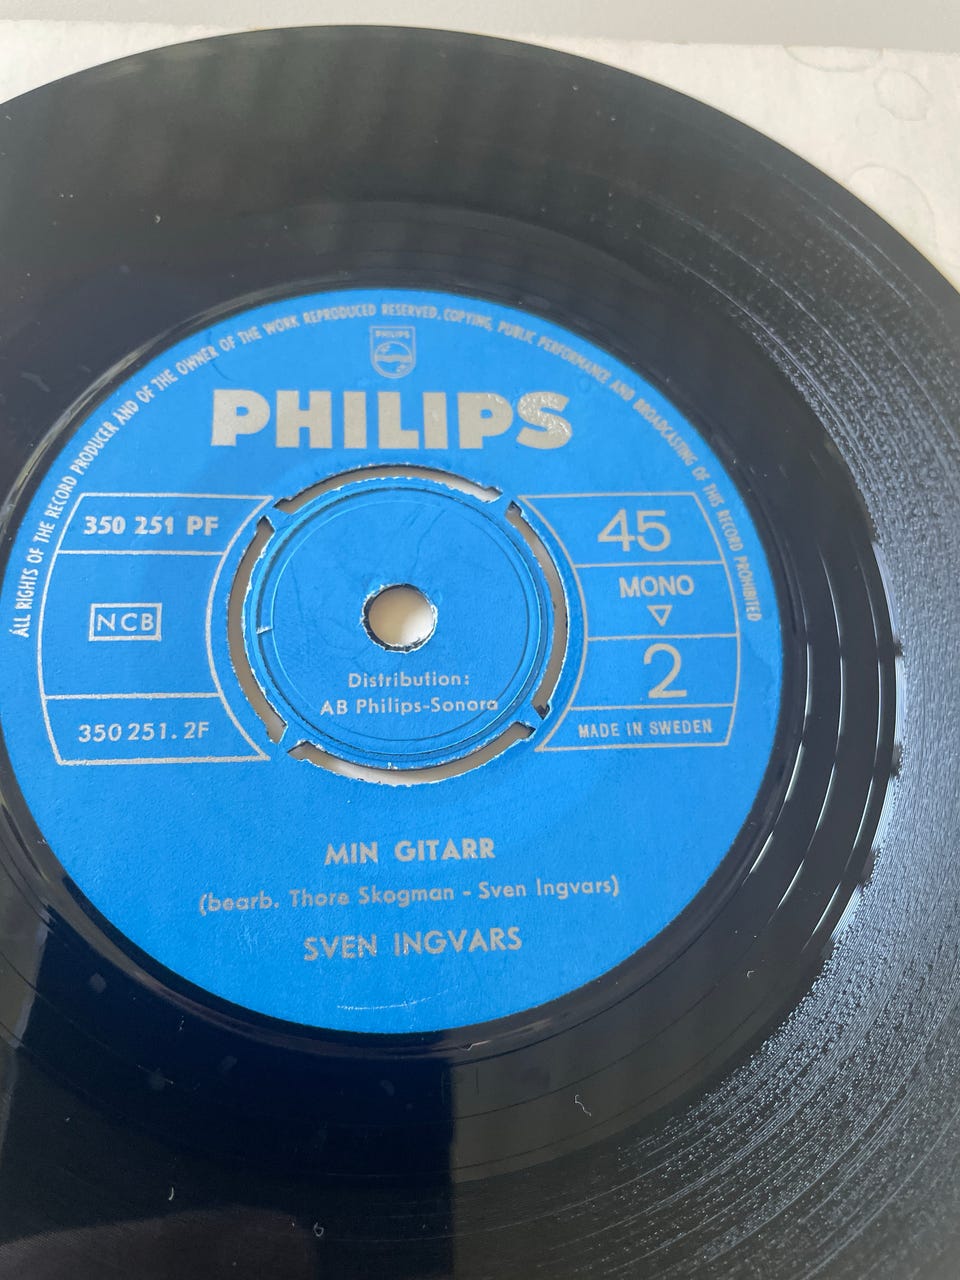 ALL RIGHTS OF THE RECORD PRODUCER AND OF THE OWNER OF THE WORK REPRODUCED RESERVED. COPYING, PUBLIC PERFORMANCE AND BROADCASTING OF THIS RECORD PROHIBITED
PHILIPS
PHILIPS
350 251 PF
NCB
350 251.2F
45
MONO
2
MADE IN SWEDEN
Distribution:
AB Philips-Sonora
MIN GITARR
(bearb. Thore Skogman - Sven Ingvars)
SVEN INGVARS